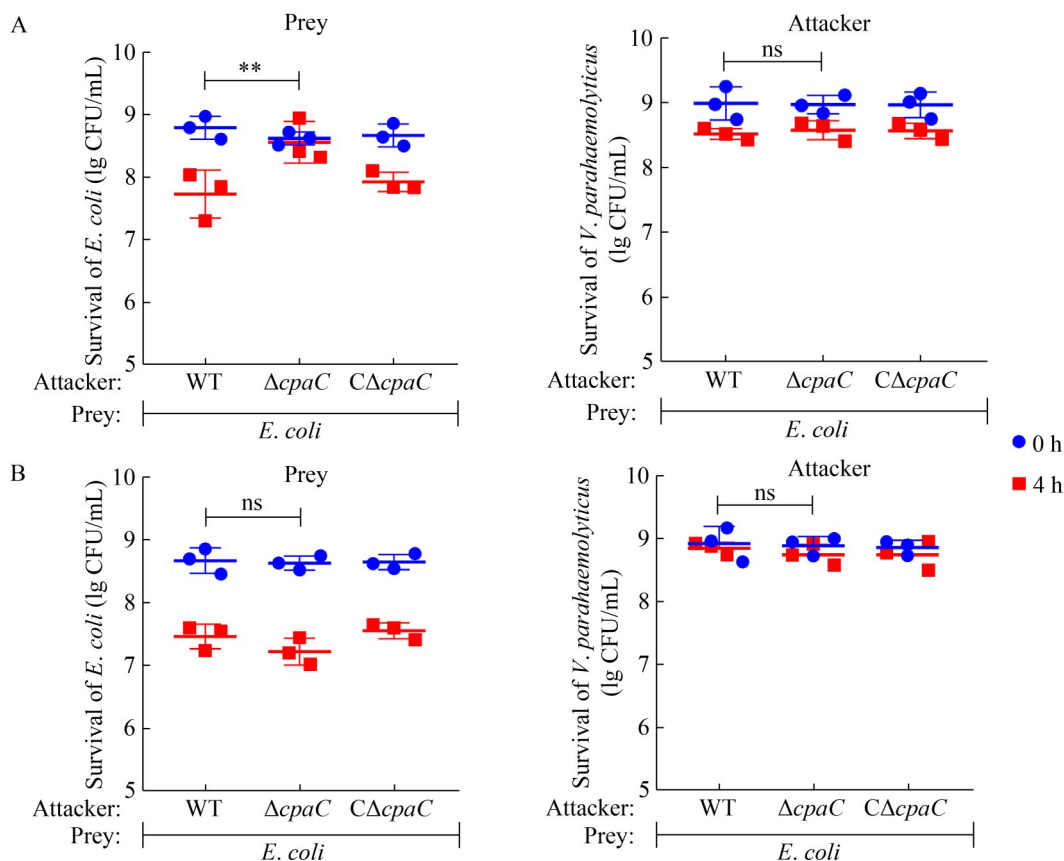 A
Prey
Survival of E. coli (lg CFU/mL)
10
9
8
7
6
5
**
Attacker: WT ΔcpaC CΔcpaC
Prey:
E. coli
Attacker
Survival of V. parahaemolyticus
(lg CFU/mL)
10
9
8
7
6
5
ns
WT ΔcpaC CΔcpaC
E. coli
0 h
4 h
B
Prey
Survival of E. coli (lg CFU/mL)
10
9
8
7
6
5
ns
Attacker: WT ΔcpaC CΔcpaC
Prey:
E. coli
Attacker
Survival of V. parahaemolyticus
(lg CFU/mL)
10
9
8
7
6
5
ns
Attacker: WT ΔcpaC CΔcpaC
Prey:
E. coli